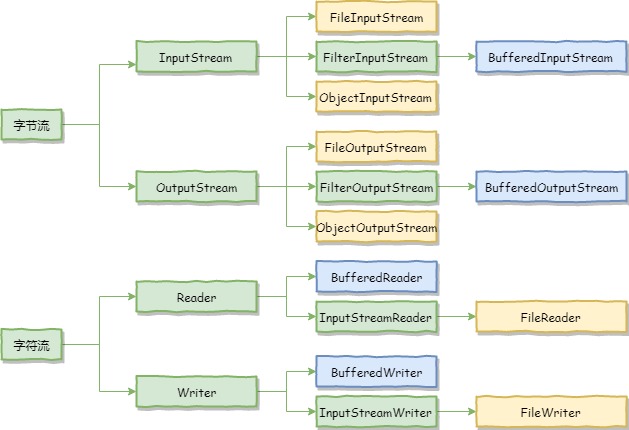 字节流
InputStream
FileInputStream
FilterInputStream
BufferedInputStream
ObjectInputStream
OutputStream
FileOutputStream
FilterOutputStream
BufferedOutputStream
ObjectOutputStream
字符流
Reader
BufferedReader
InputStreamReader
FileReader
Writer
BufferedWriter
InputStreamWriter
FileWriter